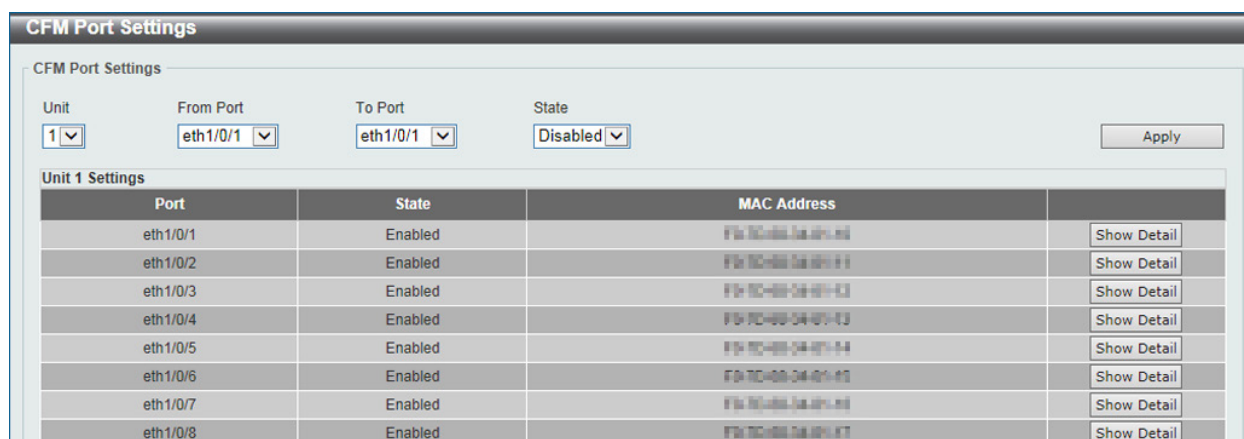 CFM Port Settings
CFM Port Settings
Unit From Port To Port State
1 eth1/0/1 eth1/0/1 Disabled Apply
Unit 1 Settings
Port State MAC Address
eth1/0/1 Enabled Show Detail
eth1/0/2 Enabled Show Detail
eth1/0/3 Enabled Show Detail
eth1/0/4 Enabled Show Detail
eth1/0/5 Enabled Show Detail
eth1/0/6 Enabled Show Detail
eth1/0/7 Enabled Show Detail
eth1/0/8 Enabled Show Detail